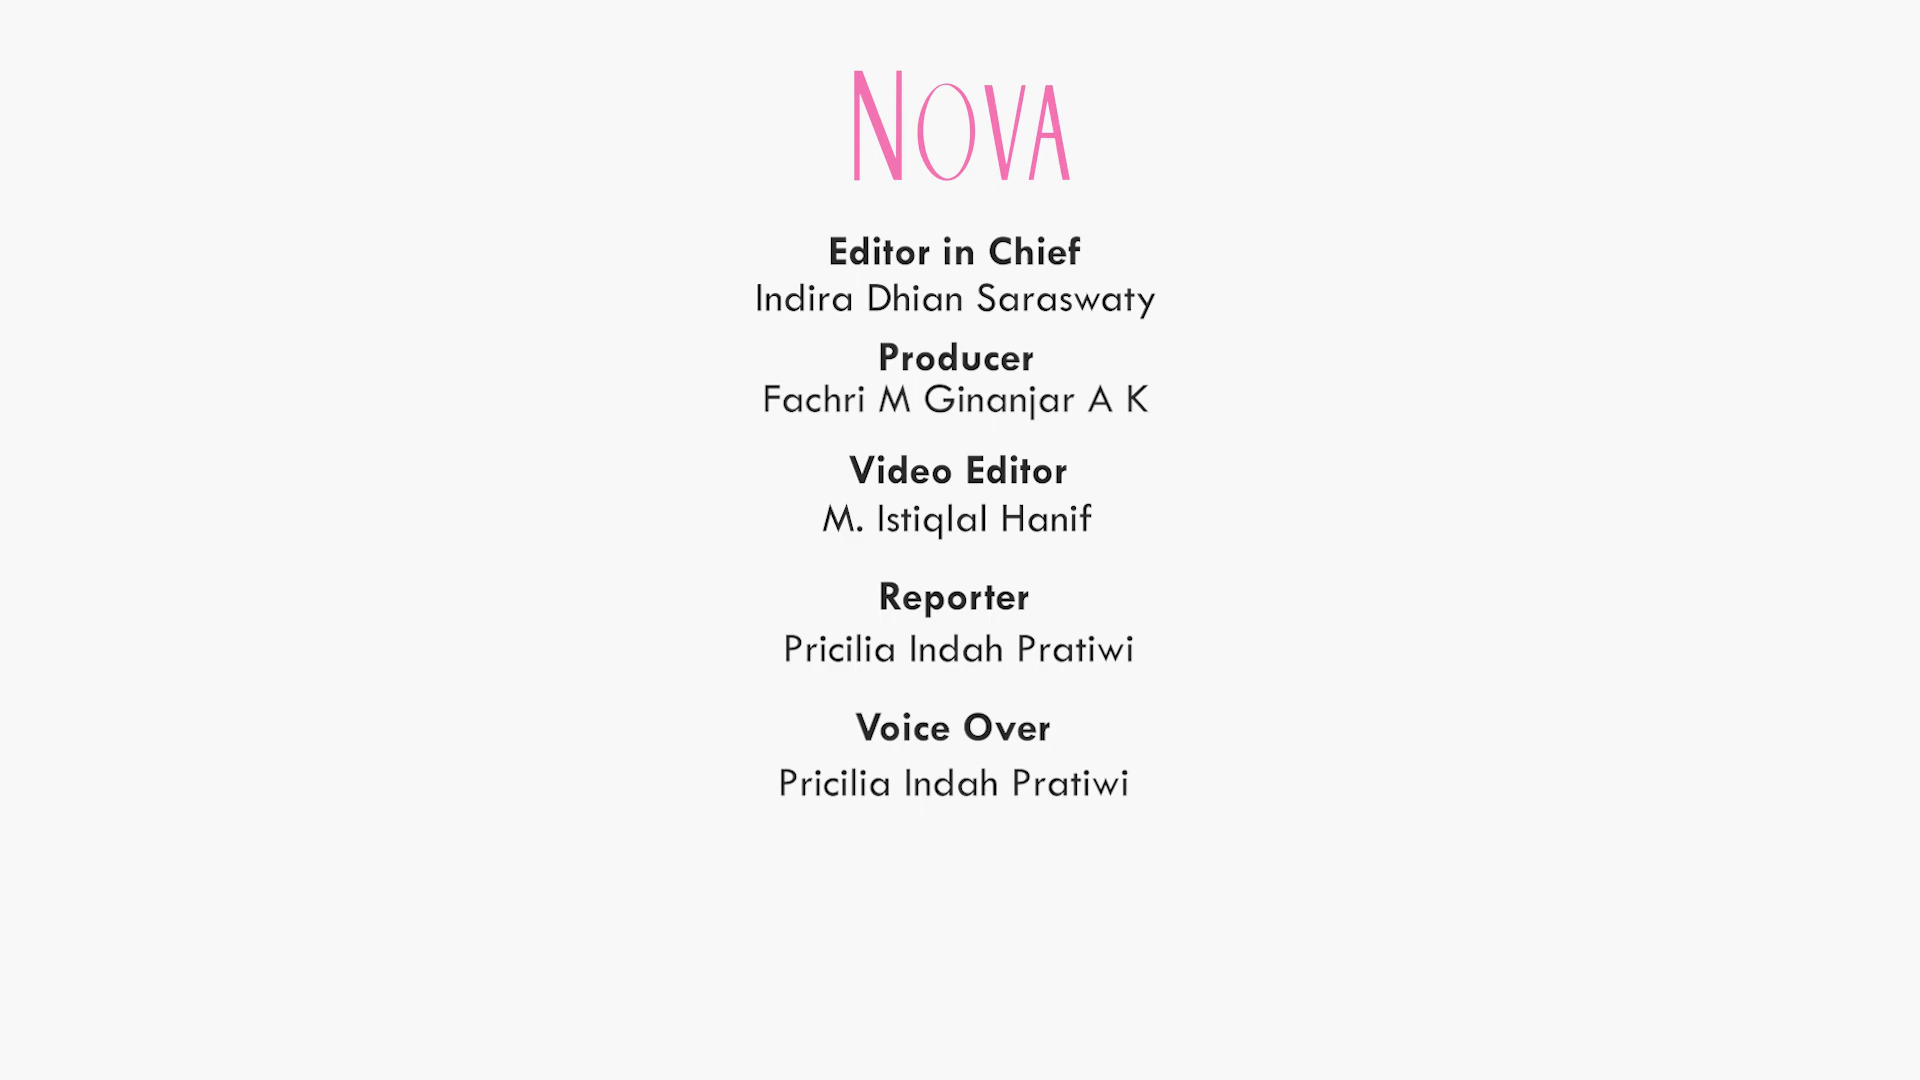 NOVA
Editor in Chief
Indira Dhian Saraswaty
Producer
Fachri M Ginanjar A K
Video Editor
M. Istiqlal Hanif
Reporter
Pricilia Indah Pratiwi
Voice Over
Pricilia Indah Pratiwi